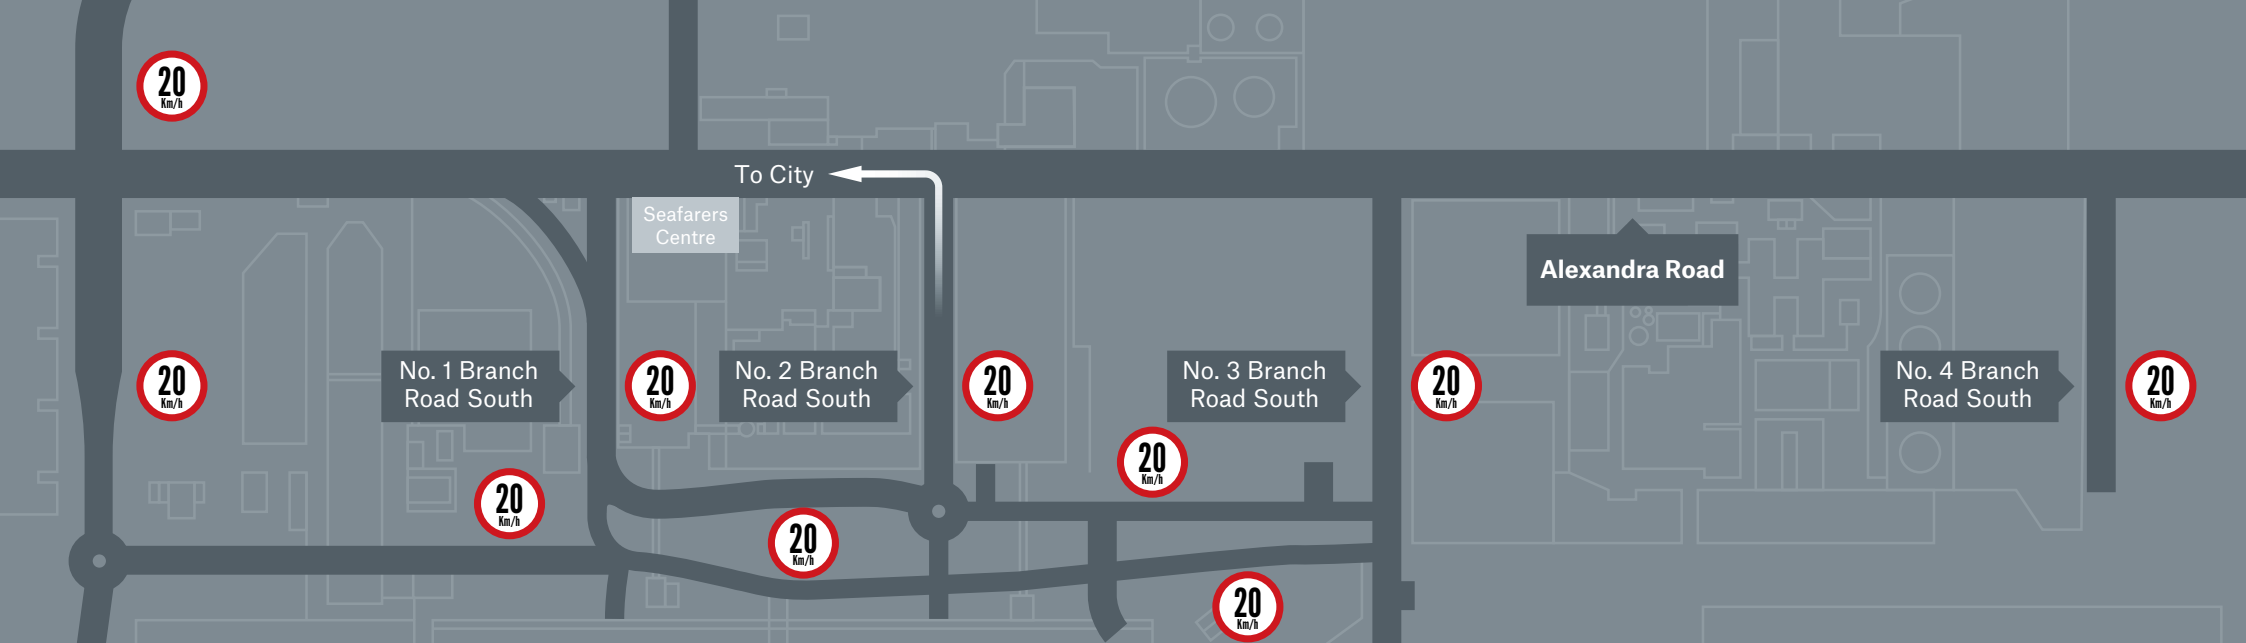 20
Km/h
To City
Seafarers
Centre
Alexandra Road
20
Km/h
No. 1 Branch
Road South
20
Km/h
No. 2 Branch
Road South
20
Km/h
No. 3 Branch
Road South
20
Km/h
No. 4 Branch
Road South
20
Km/h
20
Km/h
20
Km/h
20
Km/h
20
Km/h